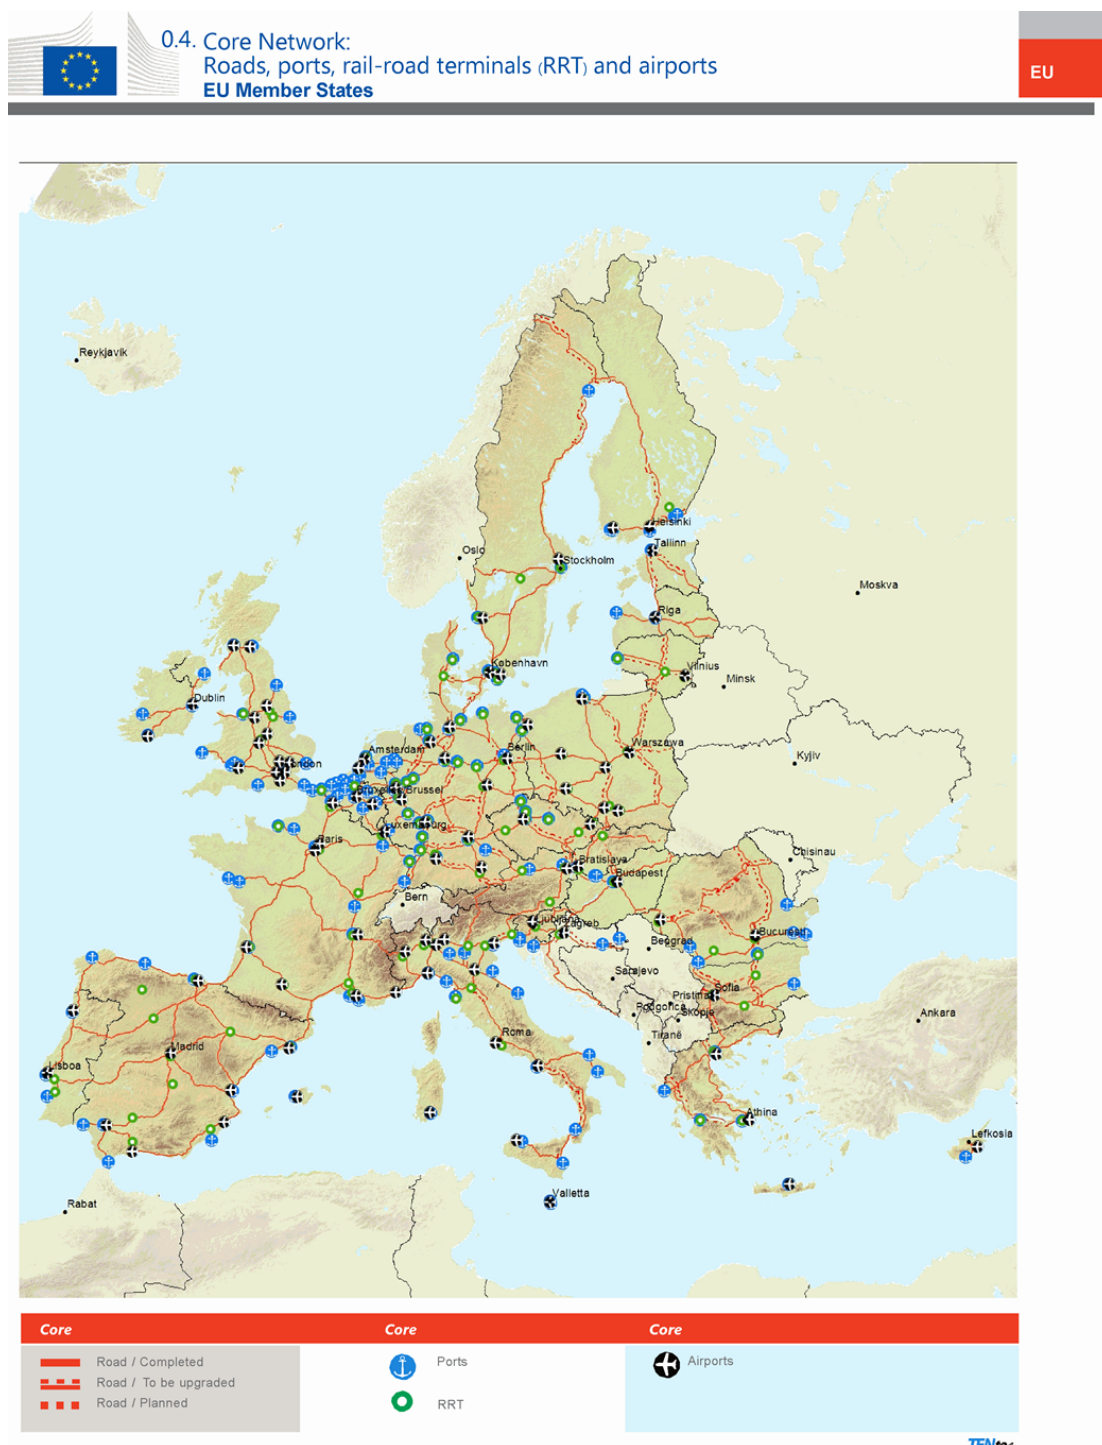 0.4. Core Network:
Roads, ports, rail-road terminals (RRT) and airports
EU Member States
EU
Reykjavik
Oslo
Helsinki
Tallinn
Stockholm
Moskva
Riga
København
Vilnius
Minsk
Dublin
Amsterdam
Berlin
Warszawa
Kyjiv
London
Bruxelles/Brussel
Luxembourg
Paris
Bratislava
Chisinau
Budapest
Bern
Ljubljana
Zagreb
Bucuresti
Beograd
Sarajevo
Sofia
Pristina
Podgorica
Skopje
Ankara
Roma
Tiranë
Madrid
Lisboa
Athina
Lefkosia
Valletta
Rabat
Core
Core
Core
Road / Completed
Ports
Airports
Road / To be upgraded
Road / Planned
RRT